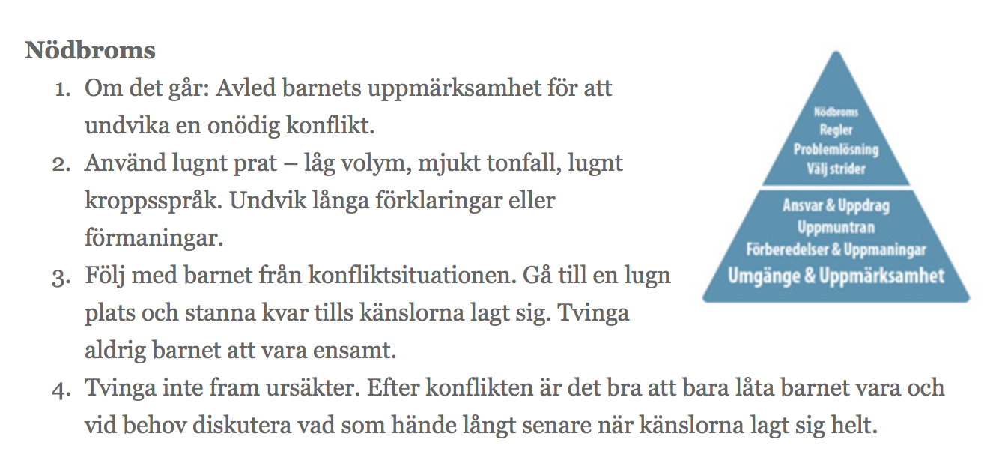 Nödbroms
1. Om det går: Avled barnets uppmärksamhet för att
undvika en onödig konflikt.
2. Använd lugnt prat – låg volym, mjukt tonfall, lugnt
kroppsspråk. Undvik långa förklaringar eller
förmaningar.
3. Följ med barnet från konfliktsituationen. Gå till en lugn
plats och stanna kvar tills känslorna lagt sig. Tvinga
aldrig barnet att vara ensamt.
4. Tvinga inte fram ursäkter. Efter konflikten är det bra att bara låta barnet vara och
vid behov diskutera vad som hände långt senare när känslorna lagt sig helt.
Nödbroms
Regler
Problemlösning
Välj strider
Ansvar & Uppdrag
Uppmuntran
Förberedelser & Uppmaningar
Umgänge & Uppmärksamhet